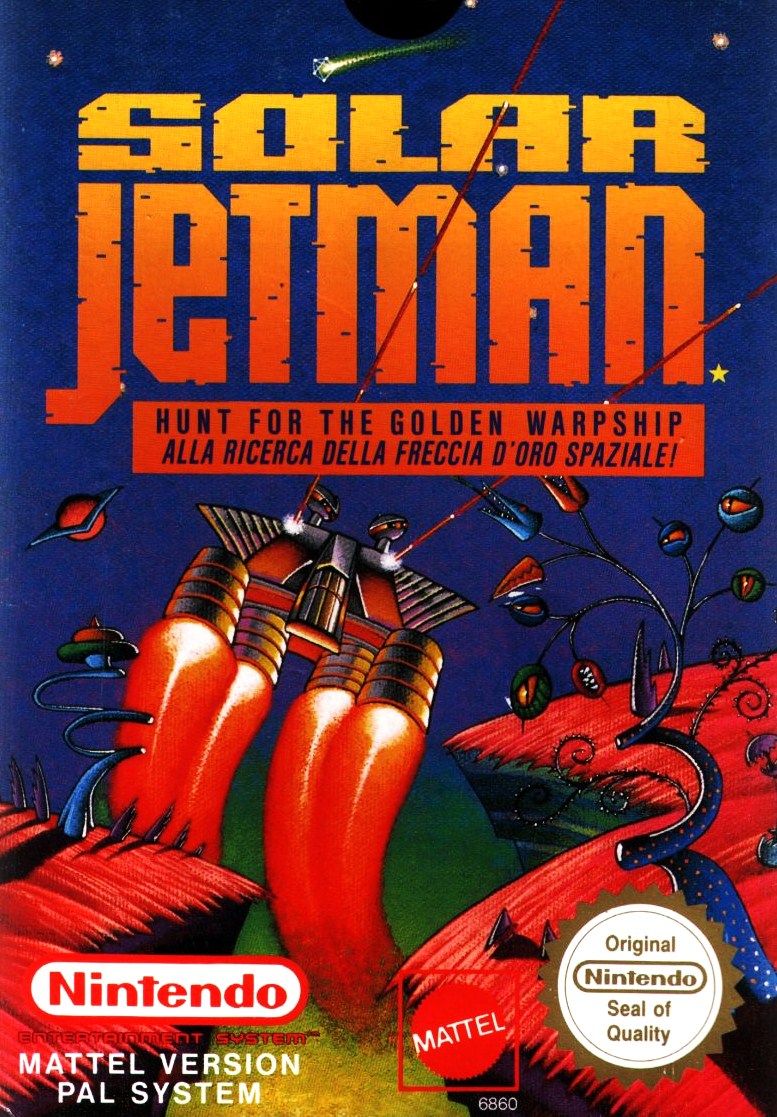 SOLAR
JETMAN
HUNT FOR THE GOLDEN WARPSHIP
ALLA RICERCA DELLA FRECCIA D'ORO SPAZIALE!
Nintendo
ENTERTAINMENT SYSTEM™
MATTEL VERSION
PAL SYSTEM
MATTEL
6860
Original
Nintendo
Seal of
Quality